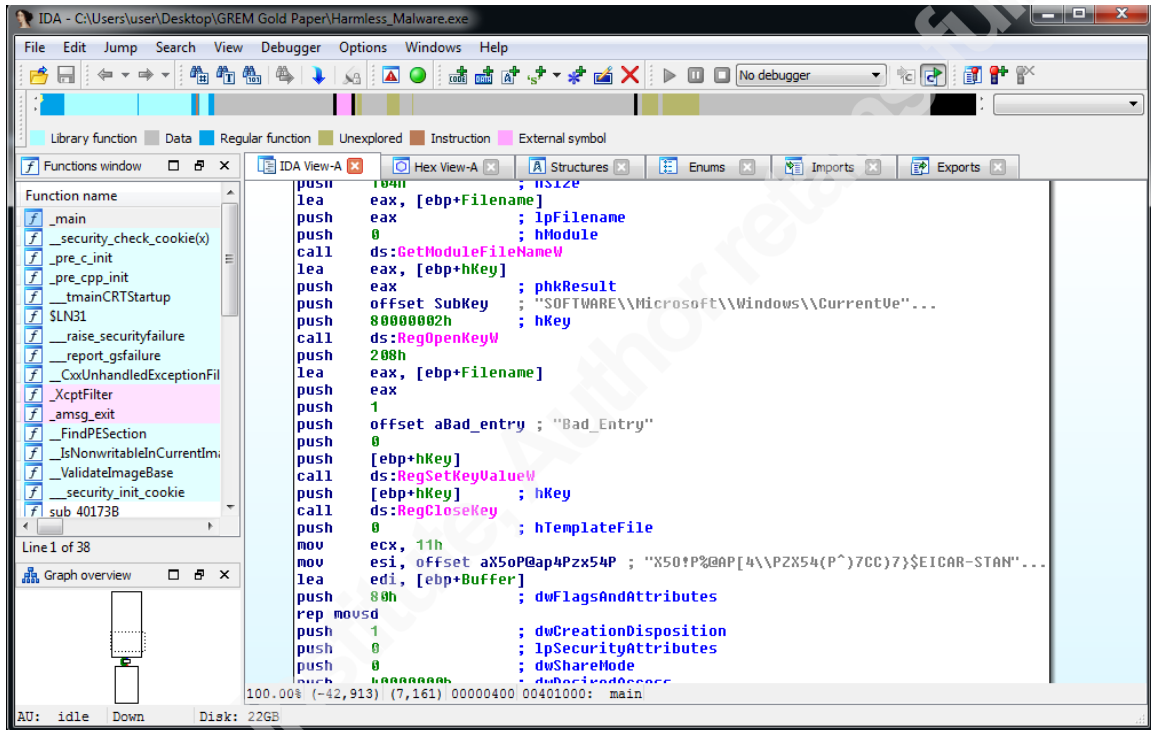 IDA - C:\Users\user\Desktop\GREM Gold Paper\Harmless_Malware.exe
File Edit Jump Search View Debugger Options Windows Help
No debugger
Library function Data Regular function Unexplored Instruction External symbol
Functions window
IDA View-A Hex View-A Structures Enums Imports Exports
Function name
_main
__security_check_cookie(x)
_pre_c_init
_pre_cpp_init
___tmainCRTStartup
$LN31
__raise_securityfailure
___report_gsfailure
__CxxUnhandledExceptionFil
_XcptFilter
_amsg_exit
__FindPESection
__IsNonwritableInCurrentIma
__ValidateImageBase
___security_init_cookie
sub_40173B
Line 1 of 38
Graph overview
push 104h ; nSize
lea eax, [ebp+Filename]
push eax ; lpFilename
push 0 ; hModule
call ds:GetModuleFileNameW
lea eax, [ebp+hKey]
push eax ; phkResult
push offset SubKey ; "SOFTWARE\\Microsoft\\Windows\\CurrentVe"...
push 80000002h ; hKey
call ds:RegOpenKeyW
push 208h
lea eax, [ebp+Filename]
push eax
push 1
push offset aBad_entry ; "Bad_Entry"
push 0
push [ebp+hKey]
call ds:RegSetKeyValueW
push [ebp+hKey] ; hKey
call ds:RegCloseKey
push 0 ; hTemplateFile
mov ecx, 11h
mov esi, offset aX5oP@ap4Pzx54P ; "X5O!P%@AP[4\\PZX54(P^)7CC)7}$EICAR-STAN"...
lea edi, [ebp+Buffer]
push 80h ; dwFlagsAndAttributes
rep movsd
push 1 ; dwCreationDisposition
push 0 ; lpSecurityAttributes
push 0 ; dwShareMode
push 40000000h ; dwDesiredAccess
100.00% (-42,913) (7,161) 00000400 00401000: main
AU: idle Down Disk: 22GB